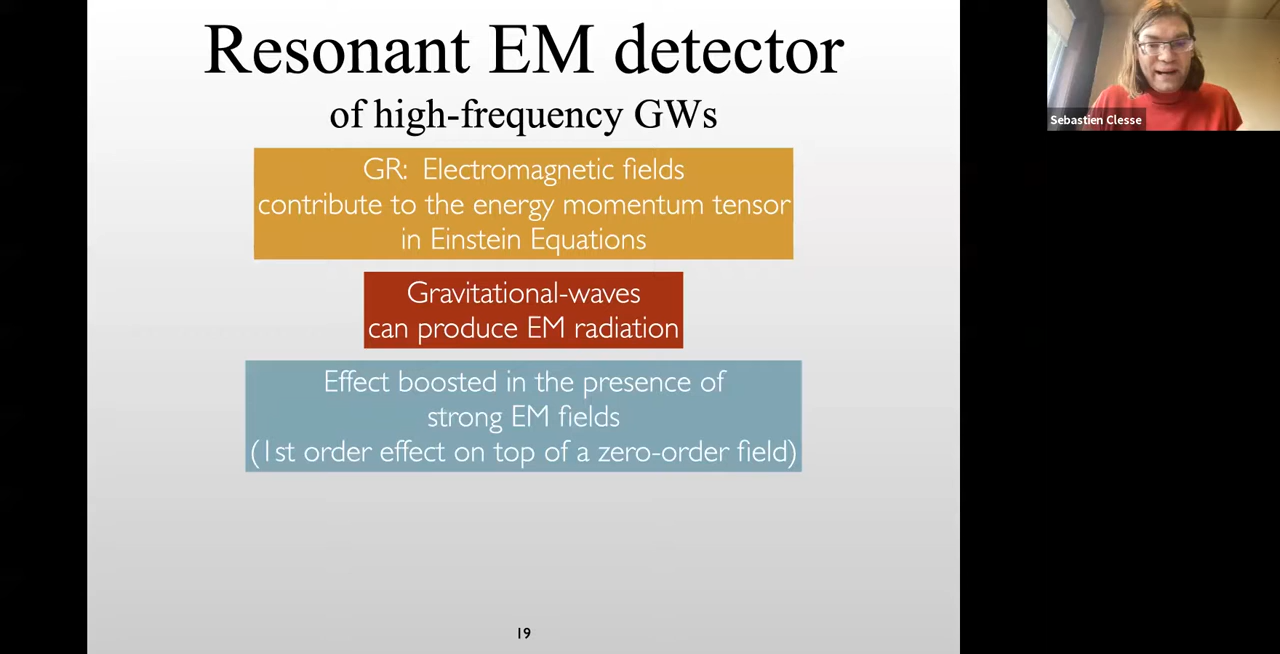 Resonant EM detector
of high-frequency GWs
GR: Electromagnetic fields
contribute to the energy momentum tensor
in Einstein Equations
Gravitational-waves
can produce EM radiation
Effect boosted in the presence of
strong EM fields
(1st order effect on top of a zero-order field)
19
Sebastien Clesse